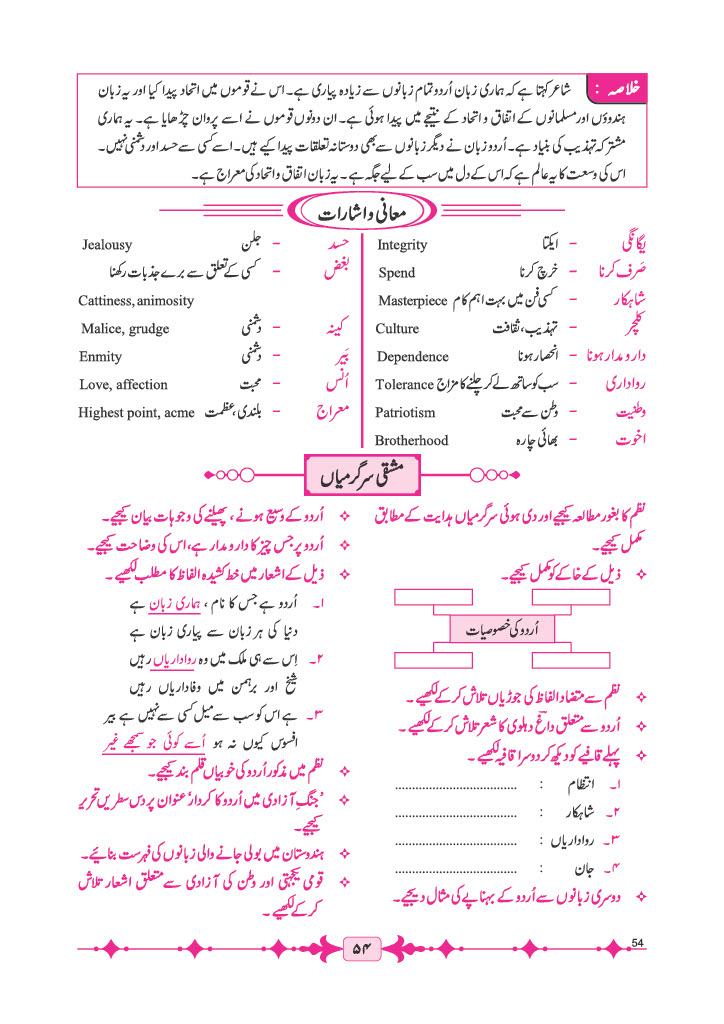 خلاصہ : شاعر کہتا ہے کہ ہماری زبان اُردو تمام زبانوں سے زیادہ پیاری ہے۔ اس نے قوموں میں اتحاد پیدا کیا اور یہ زبان
ہندوؤں اور مسلمانوں کے اتفاق و اتحاد کے نتیجے میں پیدا ہوئی ہے۔ ان دونوں قوموں نے اسے پروان چڑھایا ہے۔ یہ ہماری
مشترکہ تہذیب کی بنیاد ہے۔ اُردو زبان نے دیگر زبانوں سے بھی دوستانہ تعلقات پیدا کیے ہیں۔ اسے کسی سے حسد اور دشمنی نہیں۔
اس کی وسعت کا یہ عالم ہے کہ اس کے دل میں سب کے لیے جگہ ہے۔ یہ زبان اتفاق و اتحاد کی معراج ہے۔
معانی و اشارات
یگانگی - ایکتا Integrity
صَرف کرنا - خرچ کرنا Spend
شاہکار - کسی فن میں بہت اہم کام Masterpiece
کلچر - تہذیب، ثقافت Culture
دار و مدار ہونا - انحصار ہونا Dependence
رواداری - سب کو ساتھ لے کر چلنے کا مزاج Tolerance
وطنیت - وطن سے محبت Patriotism
اخوت - بھائی چارہ Brotherhood
حسد - جلن Jealousy
بغض - کسی کے تعلق سے برے جذبات رکھنا
Cattiness, animosity
کینہ - دشمنی Malice, grudge
بَیر - دشمنی Enmity
اُنس - محبت Love, affection
معراج - بلندی، عظمت Highest point, acme
مشقی سرگرمیاں
نظم کا بغور مطالعہ کیجیے اور دی ہوئی سرگرمیاں ہدایت کے مطابق
مکمل کیجیے۔
ذیل کے خاکے کو مکمل کیجیے۔
اُردو کی خصوصیات
نظم سے متضاد الفاظ کی جوڑیاں تلاش کرکے لکھیے۔
اُردو سے متعلق داغؔ دہلوی کا شعر تلاش کرکے لکھیے۔
پہلے قافیے کو دیکھ کر دوسرا قافیہ لکھیے۔
۱۔ انتظام : ..................................
۲۔ شاہکار : ..................................
۳۔ رواداریاں : ..................................
۴۔ جان : ..................................
دوسری زبانوں سے اُردو کے بہناپے کی مثال دیجیے۔
اُردو کے وسیع ہونے، پھیلنے کی وجوہات بیان کیجیے۔
اُردو پر جس چیز کا دار و مدار ہے، اس کی وضاحت کیجیے۔
ذیل کے اشعار میں خط کشیدہ الفاظ کا مطلب لکھیے۔
۱۔ اردو ہے جس کا نام، ہماری زبان ہے
دنیا کی ہر زبان سے پیاری زبان ہے
۲۔ اِس سے ہی ملک میں وہ رواداریاں رہیں
شیخ اور برہمن میں وفاداریاں رہیں
۳۔ ہے اس کو سب سے میل کسی سے نہیں ہے بیر
افسوس کیوں نہ ہو اُسے کوئی جو سمجھے غیر
نظم میں مذکور اُردو کی خوبیاں قلم بند کیجیے۔
’جنگِ آزادی میں اُردو کا کردار‘ عنوان پر دس سطریں تحریر
کیجیے۔
ہندوستان میں بولی جانے والی زبانوں کی فہرست بنائیے۔
قومی یکجہتی اور وطن کی آزادی سے متعلق اشعار تلاش
کرکے لکھیے۔
۵۴
54